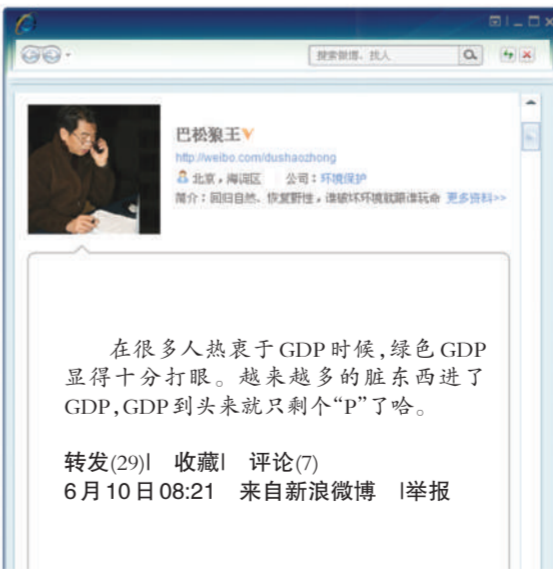 搜索微博、找人
巴松狼王
http://weibo.com/dushaozhong
北京，海淀区 公司：环境保护
简介：回归自然、恢复野性，谁破坏环境就跟谁玩命 更多资料>>
在很多人热衷于GDP时候,绿色GDP
显得十分打眼。越来越多的脏东西进了
GDP,GDP到头来就只剩个“P”了哈。
转发(29)| 收藏| 评论(7)
6月10日08:21 来自新浪微博 |举报